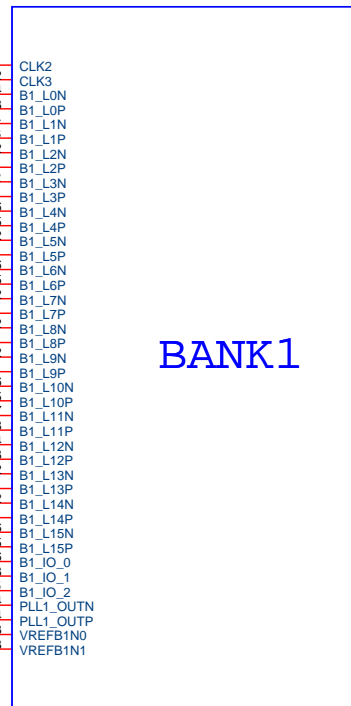 CLK2
CLK3
B1_L0N
B1_L0P
B1_L1N
B1_L1P
B1_L2N
B1_L2P
B1_L3N
B1_L3P
B1_L4N
B1_L4P
B1_L5N
B1_L5P
B1_L6N
B1_L6P
B1_L7N
B1_L7P
B1_L8N
B1_L8P
B1_L9N
B1_L9P
B1_L10N
B1_L10P
B1_L11N
B1_L11P
B1_L12N
B1_L12P
B1_L13N
B1_L13P
B1_L14N
B1_L14P
B1_L15N
B1_L15P
B1_IO_0
B1_IO_1
B1_IO_2
PLL1_OUTN
PLL1_OUTP
VREFB1N0
VREFB1N1
BANK1